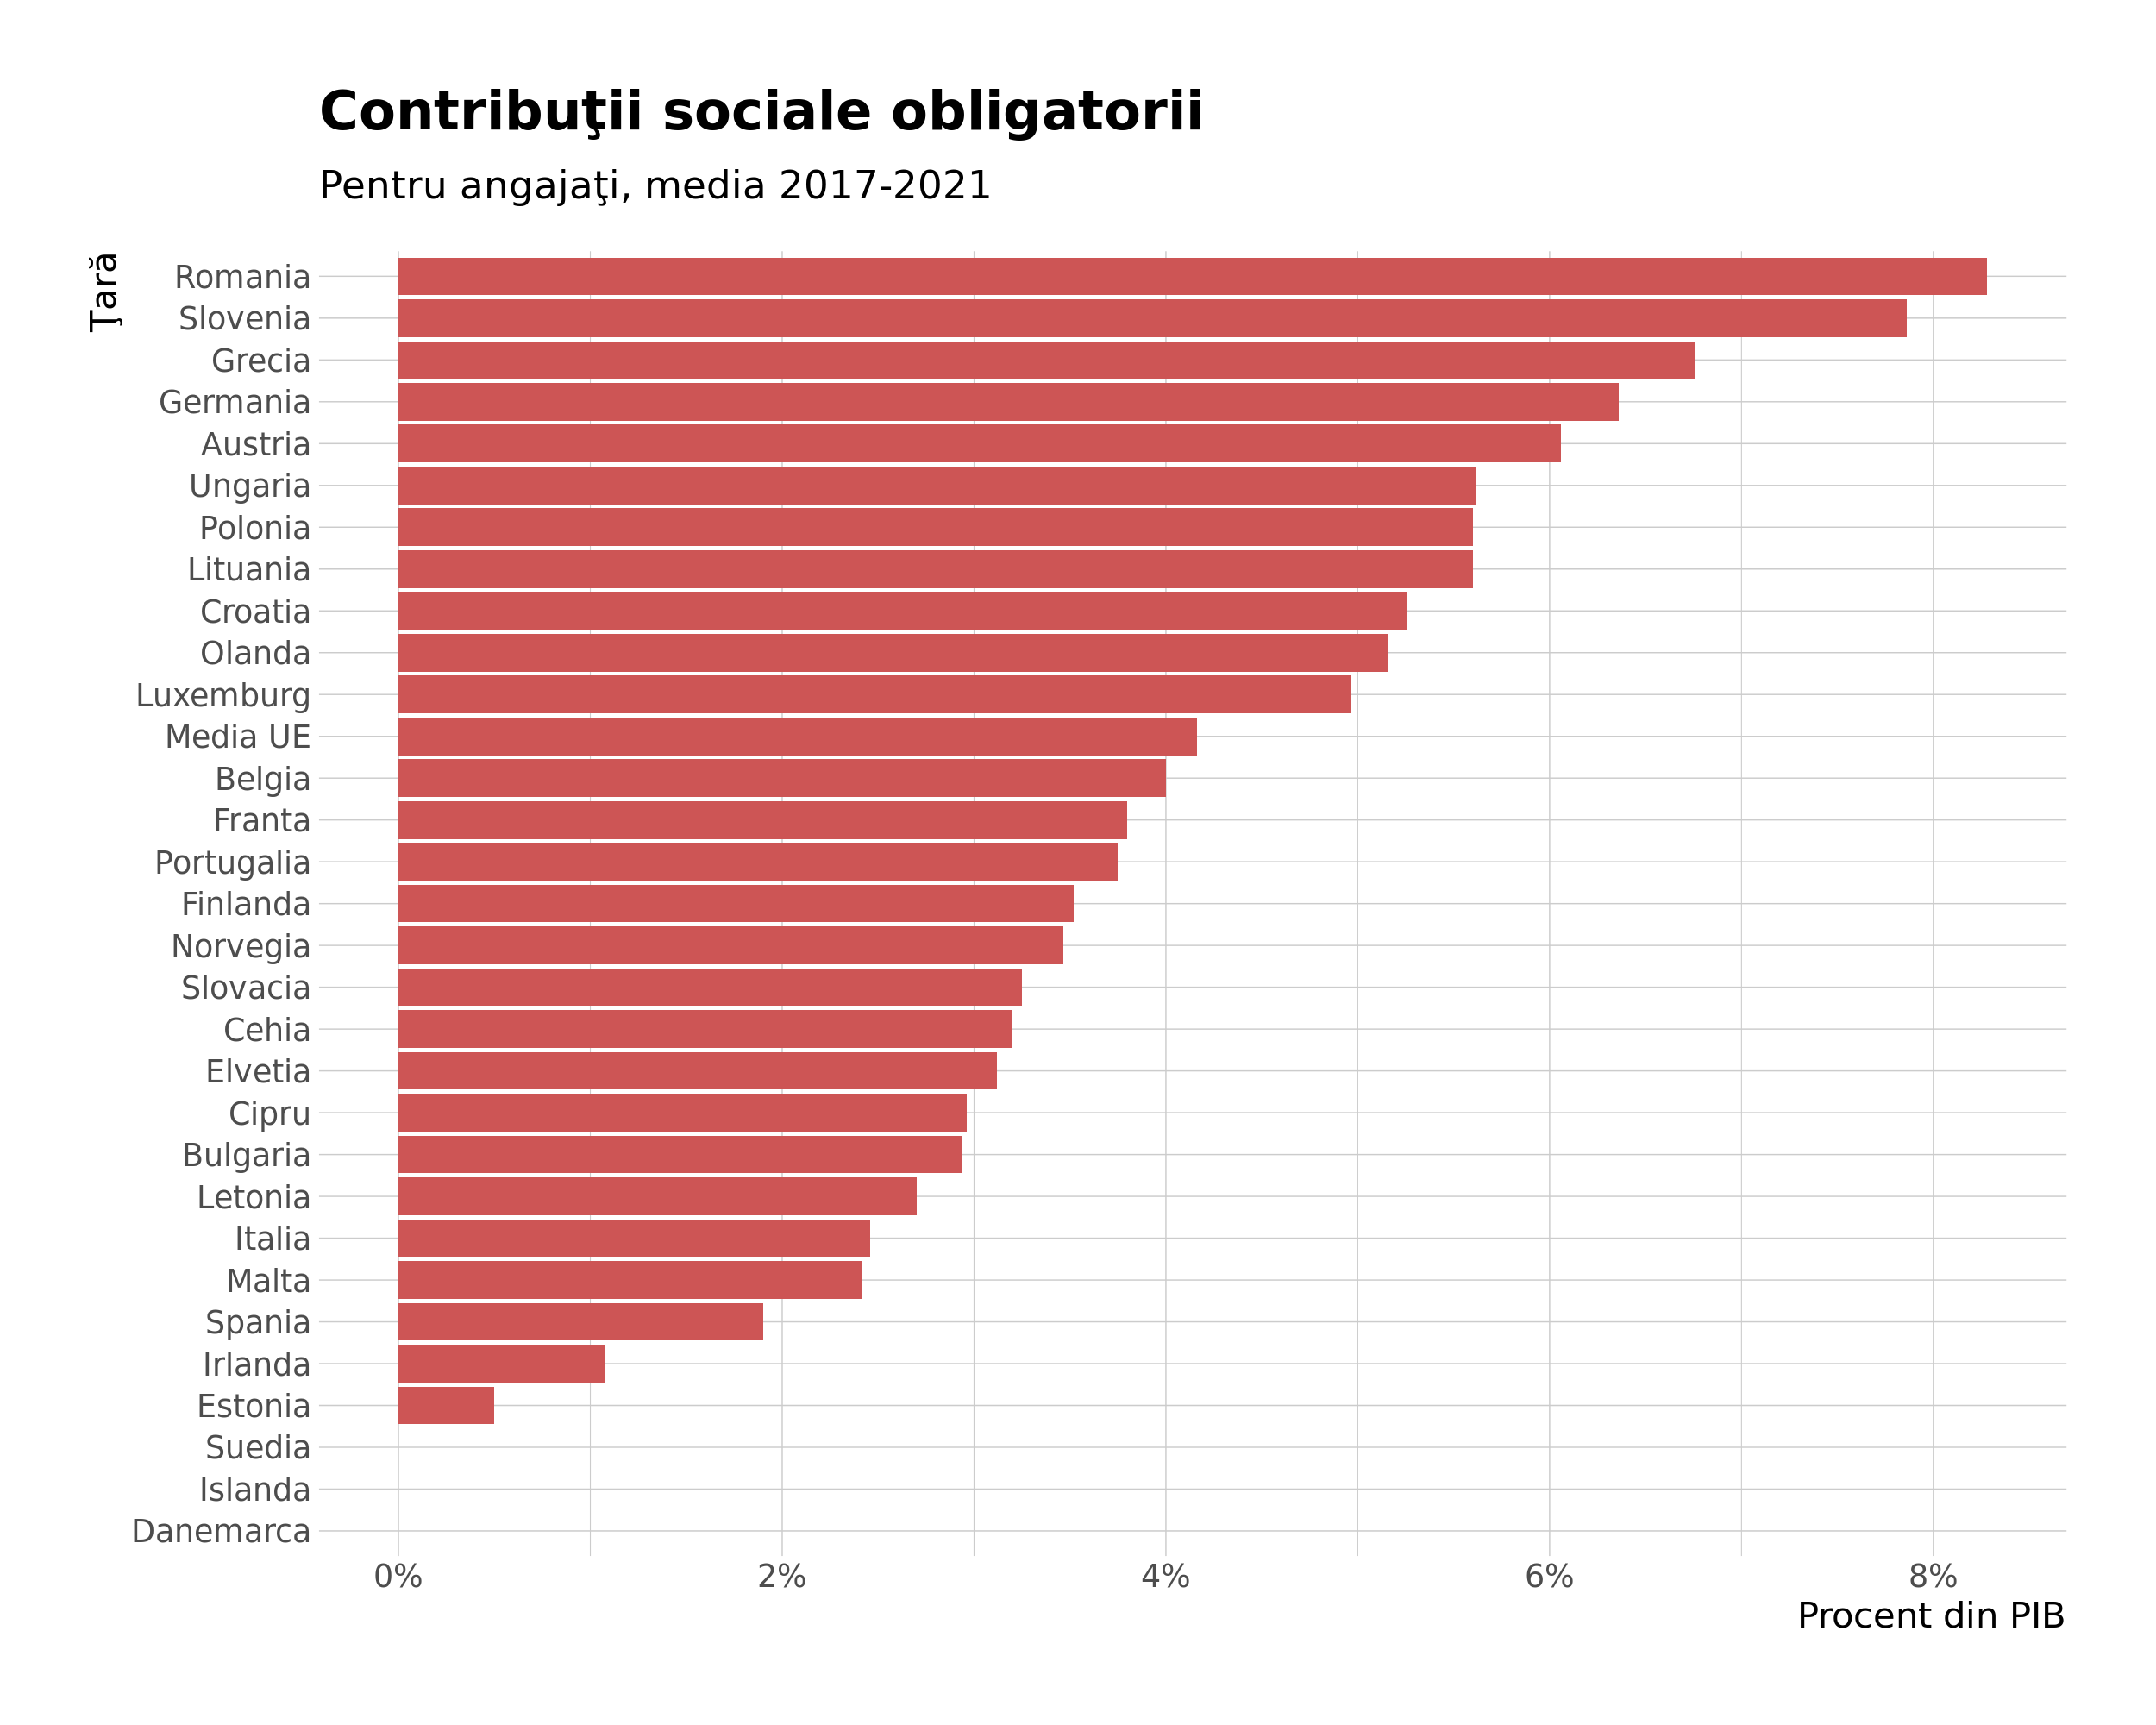 Contribuţii sociale obligatorii
Pentru angajaţi, media 2017-2021
Ţară
Romania
Slovenia
Grecia
Germania
Austria
Ungaria
Polonia
Lituania
Croatia
Olanda
Luxemburg
Media UE
Belgia
Franta
Portugalia
Finlanda
Norvegia
Slovacia
Cehia
Elvetia
Cipru
Bulgaria
Letonia
Italia
Malta
Spania
Irlanda
Estonia
Suedia
Islanda
Danemarca
0% 2% 4% 6% 8%
Procent din PIB